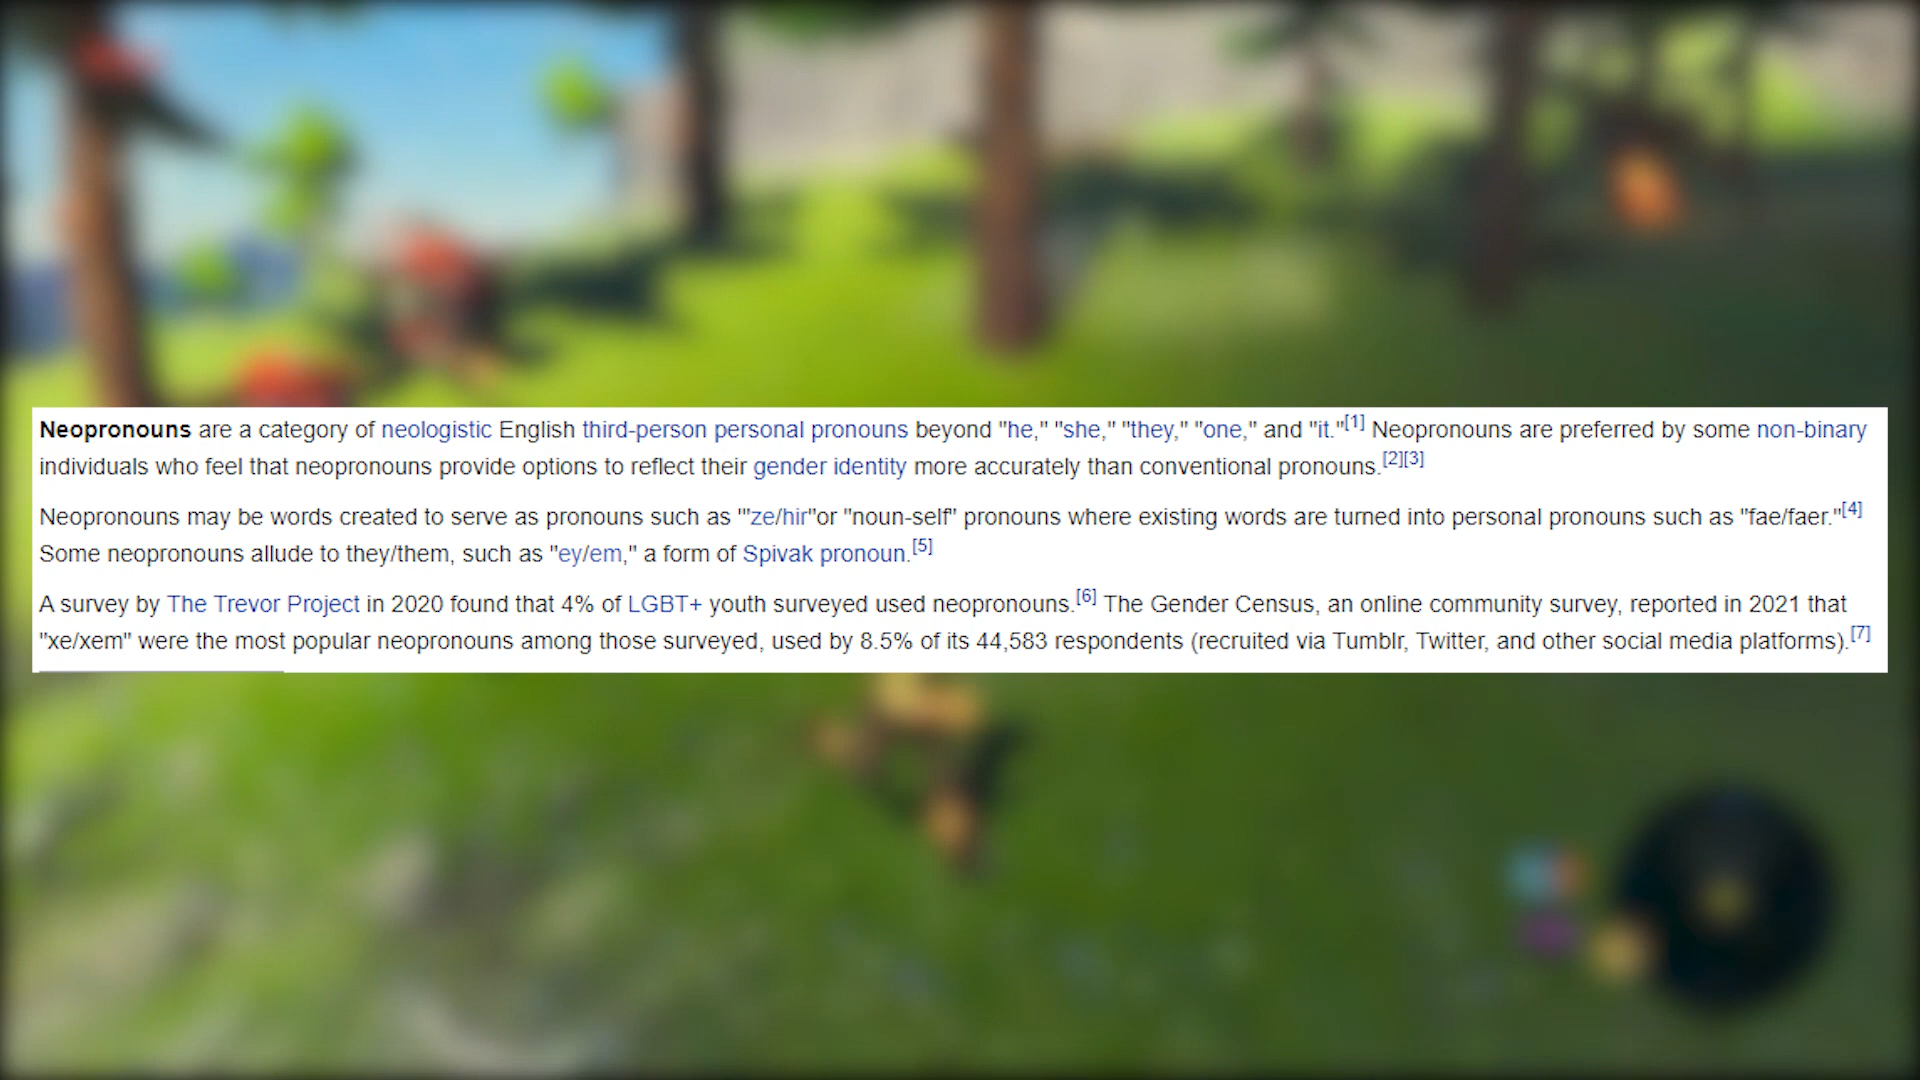 Neopronouns are a category of neologistic English third-person personal pronouns beyond "he," "she," "they," "one," and "it."[1] Neopronouns are preferred by some non-binary
individuals who feel that neopronouns provide options to reflect their gender identity more accurately than conventional pronouns.[2][3]
Neopronouns may be words created to serve as pronouns such as "'ze/hir"or "noun-self" pronouns where existing words are turned into personal pronouns such as "fae/faer."[4]
Some neopronouns allude to they/them, such as "ey/em," a form of Spivak pronoun.[5]
A survey by The Trevor Project in 2020 found that 4% of LGBT+ youth surveyed used neopronouns.[6] The Gender Census, an online community survey, reported in 2021 that
"xe/xem" were the most popular neopronouns among those surveyed, used by 8.5% of its 44,583 respondents (recruited via Tumblr, Twitter, and other social media platforms).[7]